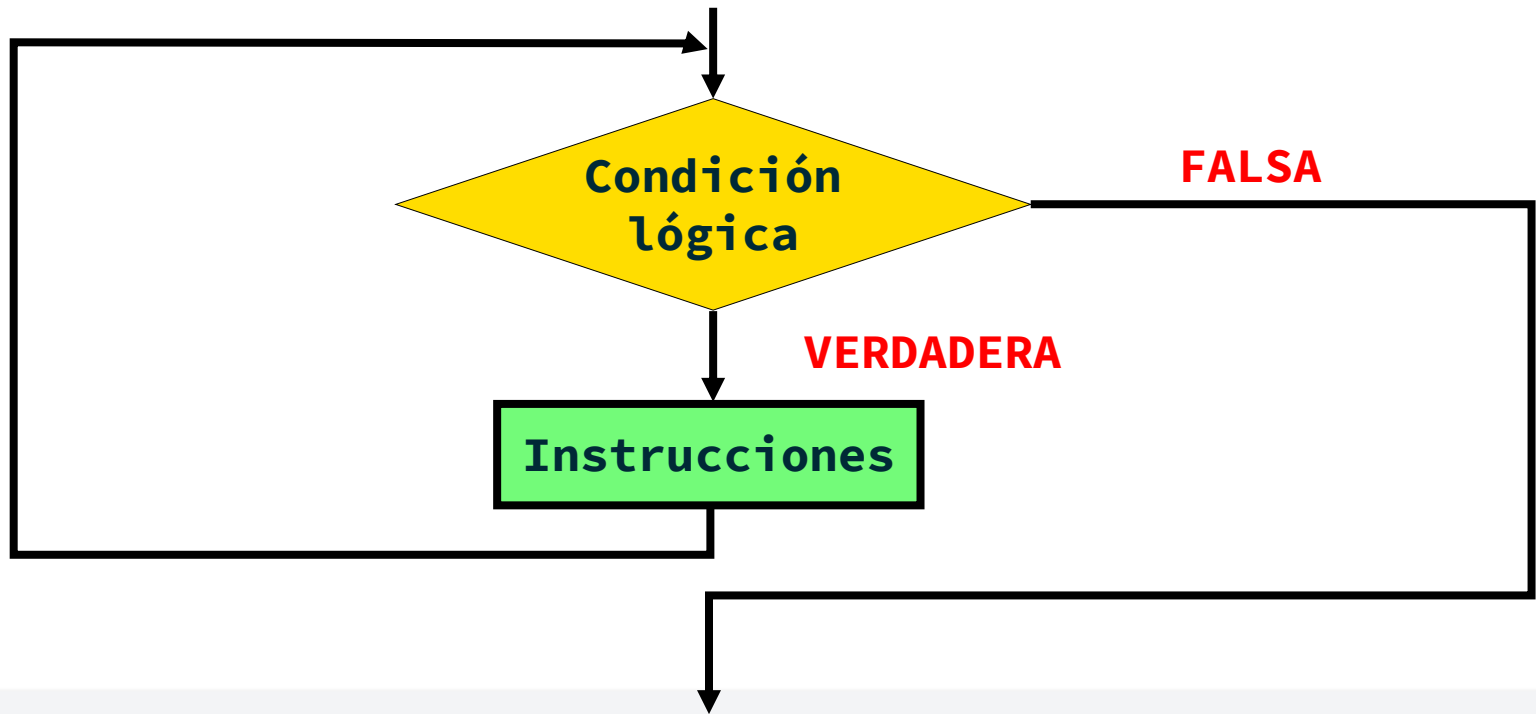 Condición
lógica
FALSA
VERDADERA
Instrucciones